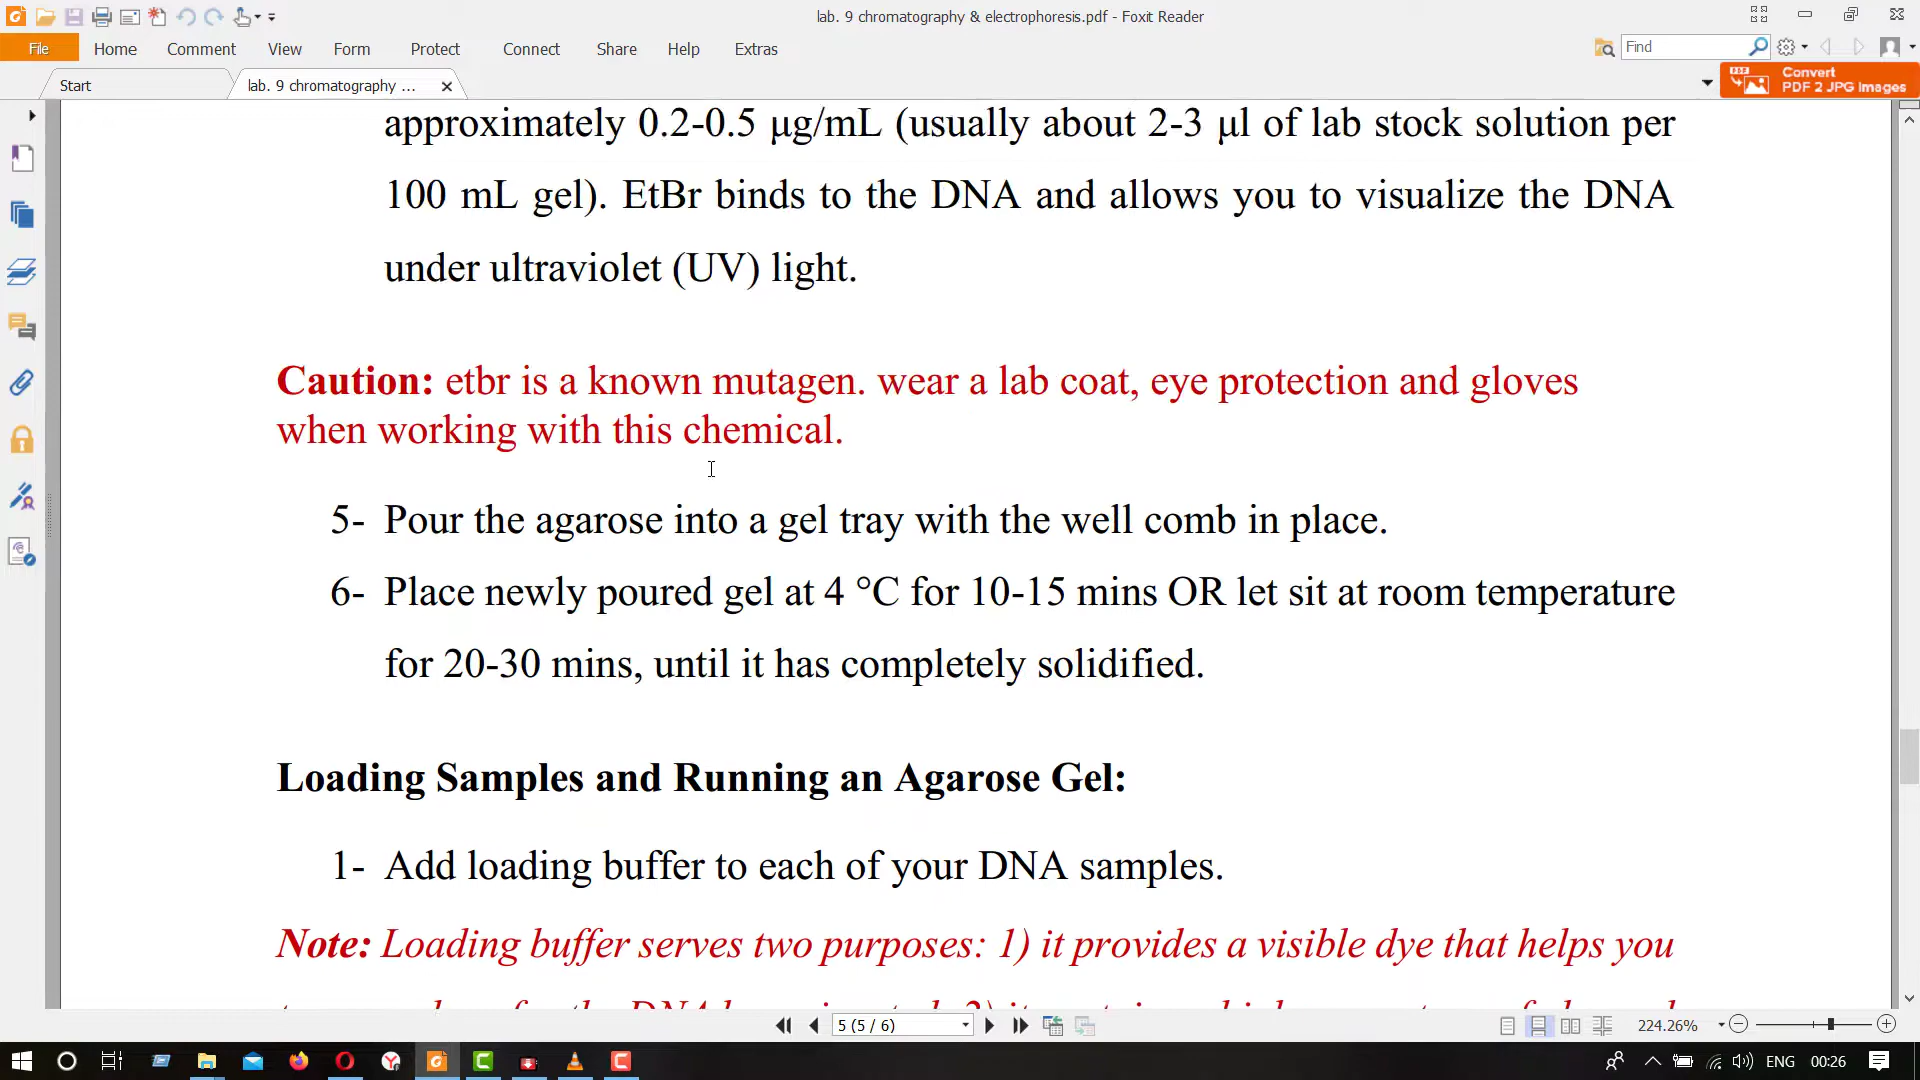 lab. 9 chromatography & electrophoresis.pdf - Foxit Reader
File Home Comment View Form Protect Connect Share Help Extras
Find
Start
lab. 9 chromatography ...
Convert
PDF 2 JPG Images
approximately 0.2-0.5 µg/mL (usually about 2-3 µl of lab stock solution per
100 mL gel). EtBr binds to the DNA and allows you to visualize the DNA
under ultraviolet (UV) light.
Caution: etbr is a known mutagen. wear a lab coat, eye protection and gloves
when working with this chemical.
5- Pour the agarose into a gel tray with the well comb in place.
6- Place newly poured gel at 4 °C for 10-15 mins OR let sit at room temperature
for 20-30 mins, until it has completely solidified.
Loading Samples and Running an Agarose Gel:
1- Add loading buffer to each of your DNA samples.
Note: Loading buffer serves two purposes: 1) it provides a visible dye that helps you
5 (5 / 6)
224.26%
ENG 00:26